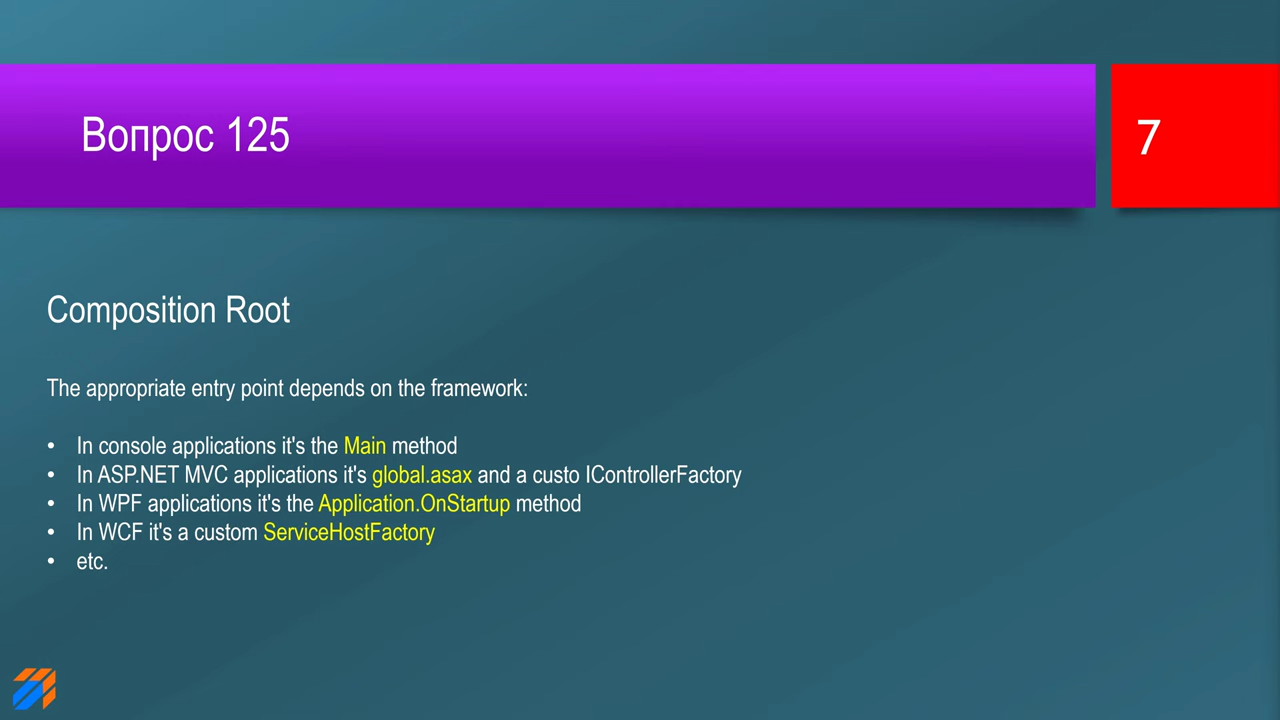 Вопрос 125
7
Composition Root
The appropriate entry point depends on the framework:
• In console applications it's the Main method
• In ASP.NET MVC applications it's global.asax and a custo IControllerFactory
• In WPF applications it's the Application.OnStartup method
• In WCF it's a custom ServiceHostFactory
• etc.